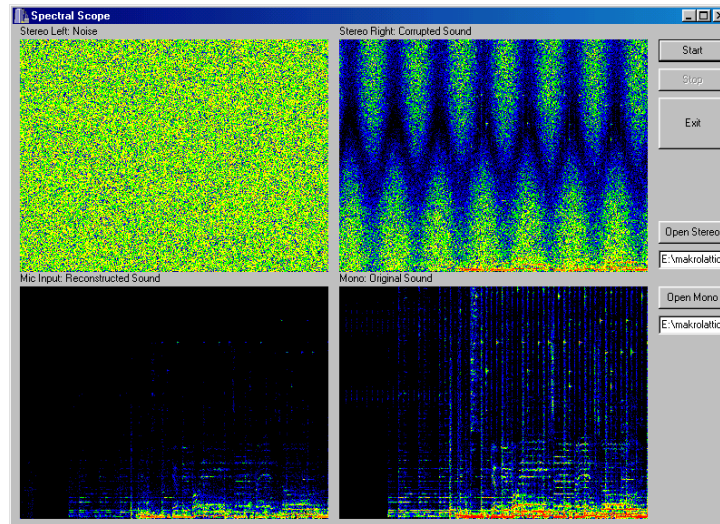 Spectral Scope
Stereo Left: Noise
Stereo Right: Corrupted Sound
Start
Stop
Exit
Open Stereo
E:\makrolattic
Mic Input: Reconstructed Sound
Mono: Original Sound
Open Mono
E:\makrolattic